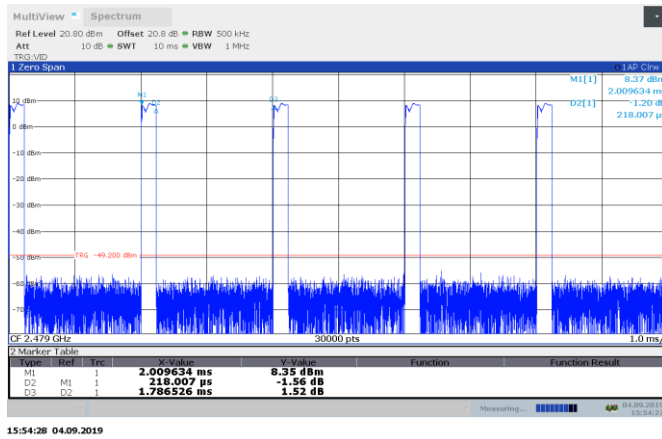 MultiView Spectrum
Ref Level 20.80 dBm Offset 20.8 dB RBW 500 kHz
Att 10 dB SWT 10 ms VBW 1 MHz
TRG:VID
1 Zero Span 1AP Clrw
M1[1] 8.37 dBm
2.009634 ms
D2[1] -1.20 dB
218.007 µs
M1
D2
D3
10 dBm
0 dBm
-10 dBm
-20 dBm
-30 dBm
-40 dBm
-50 dBm
TRG -49.200 dBm
-60 dBm
-70
CF 2.479 GHz 30000 pts 1.0 ms/
2 Marker Table
Type Ref Trc X-Value Y-Value Function Function Result
M1 1 2.009634 ms 8.35 dBm
D2 M1 1 218.007 µs -1.56 dB
D3 D2 1 1.786526 ms 1.52 dB
Measuring... 04.09.2019
15:54:27
15:54:28 04.09.2019